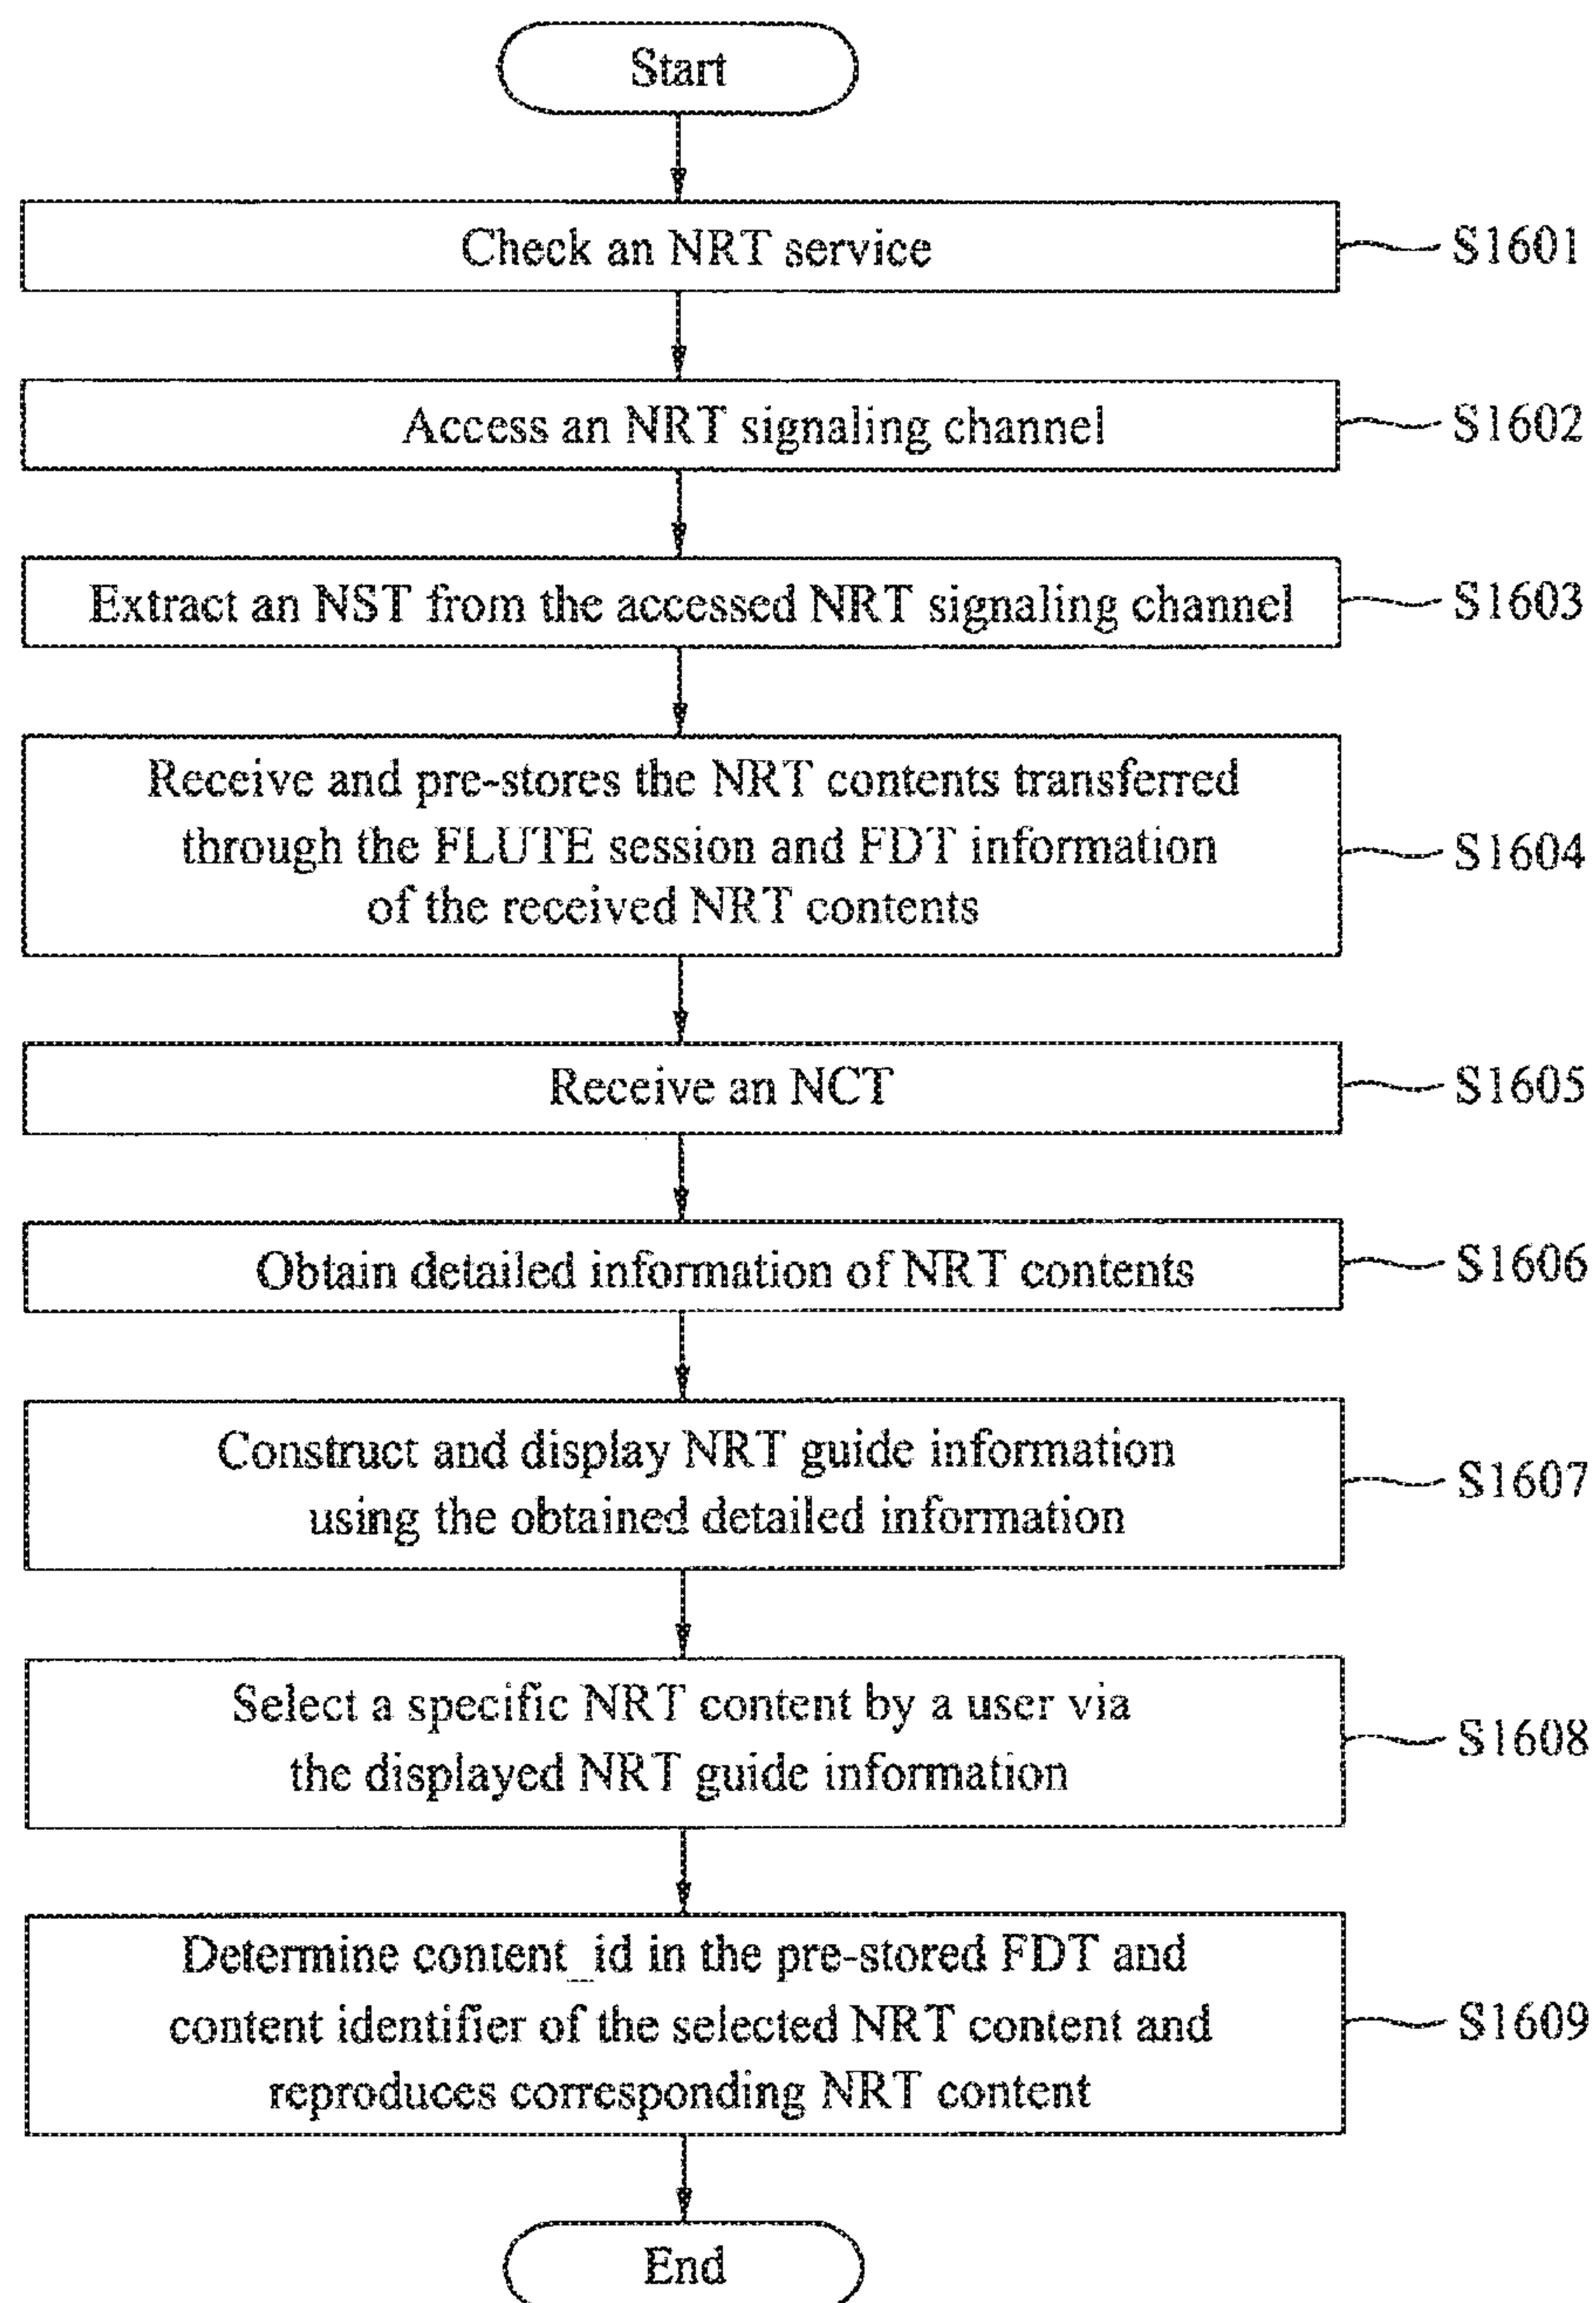 Start
Check an NRT service
S1601
Access an NRT signaling channel
S1602
Extract an NST from the accessed NRT signaling channel
S1603
Receive and pre-stores the NRT contents transferred
through the FLUTE session and FDT information
of the received NRT contents
S1604
Receive an NCT
S1605
Obtain detailed information of NRT contents
S1606
Construct and display NRT guide information
using the obtained detailed information
S1607
Select a specific NRT content by a user via
the displayed NRT guide information
S1608
Determine content_id in the pre-stored FDT and
content identifier of the selected NRT content and
reproduces corresponding NRT content
S1609
End